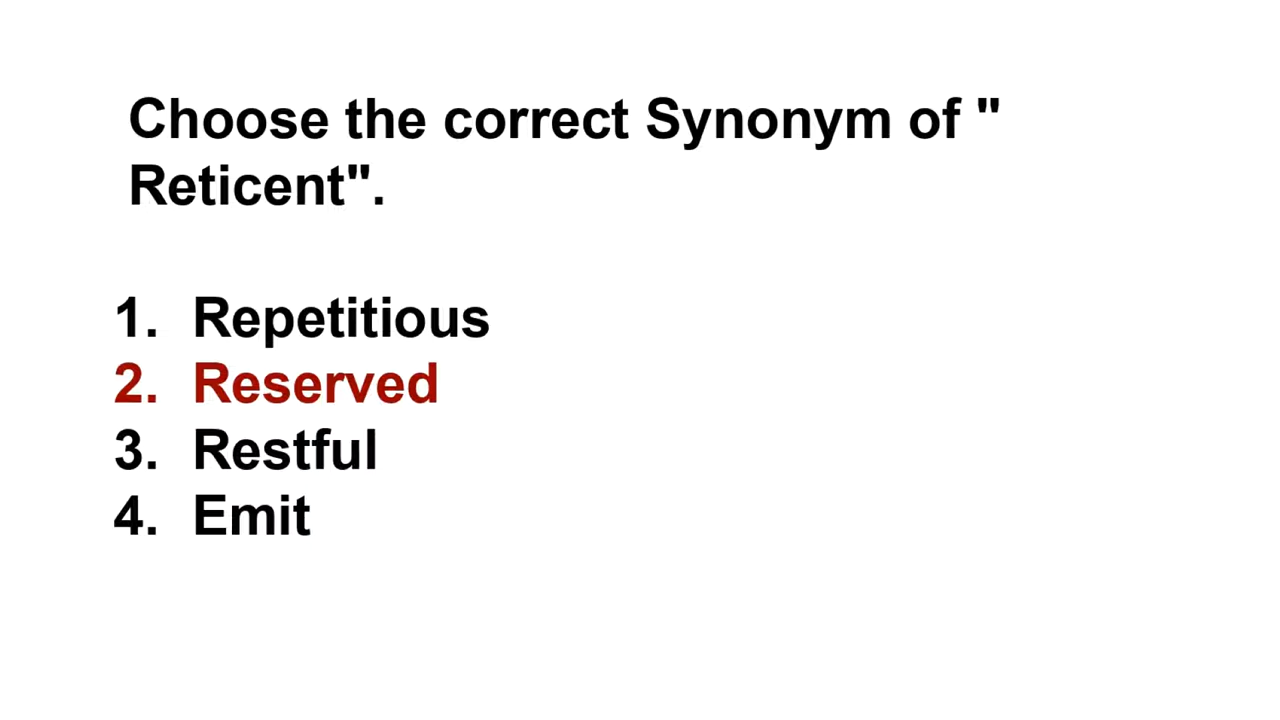 Choose the correct Synonym of "
Reticent".
1. Repetitious
2. Reserved
3. Restful
4. Emit